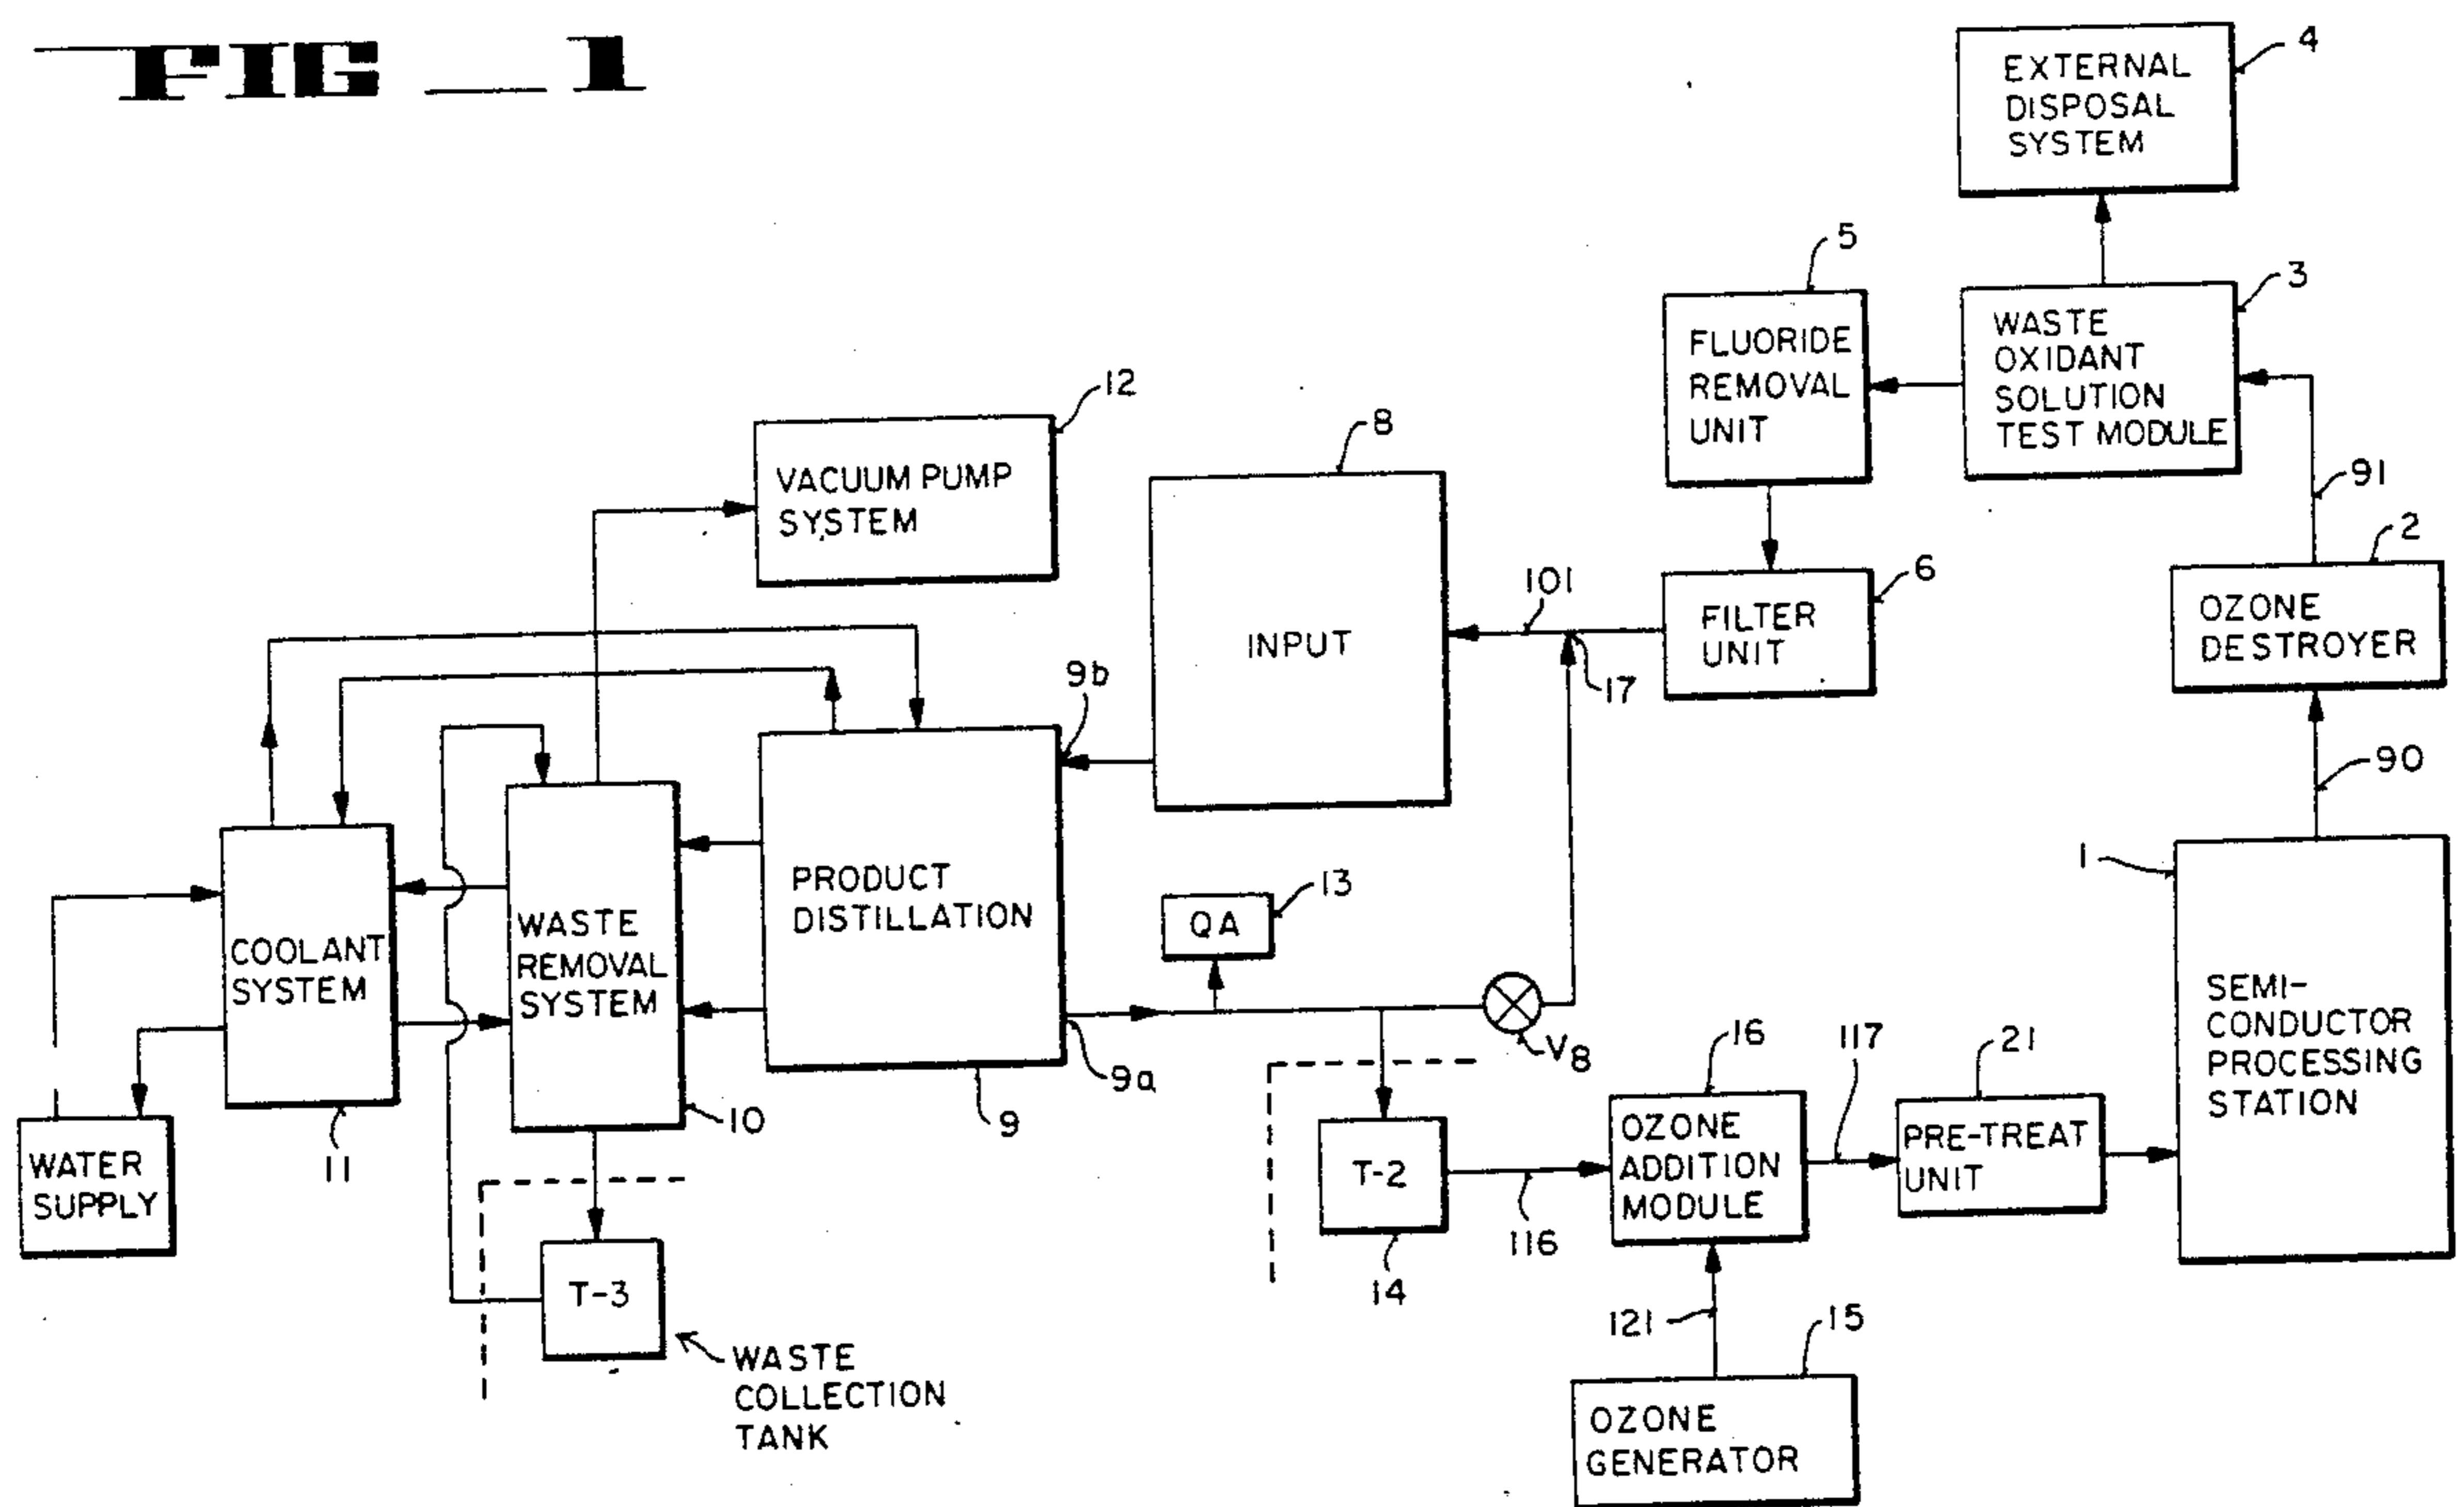 FIG _ 1
4
EXTERNAL
DISPOSAL
SYSTEM
5
3
FLUORIDE
REMOVAL
UNIT
WASTE
OXIDANT
SOLUTION
TEST MODULE
12
VACUUM PUMP
SYSTEM
8
INPUT
91
2
OZONE
DESTROYER
101
6
FILTER
UNIT
17
9b
90
1
SEMI-
CONDUCTOR
PROCESSING
STATION
PRODUCT
DISTILLATION
13
QA
COOLANT
SYSTEM
WASTE
REMOVAL
SYSTEM
V8
9a
9
10
11
WATER
SUPPLY
16
117
21
OZONE
ADDITION
MODULE
PRE-TREAT
UNIT
T-2
116
14
T-3
WASTE
COLLECTION
TANK
121
15
OZONE
GENERATOR